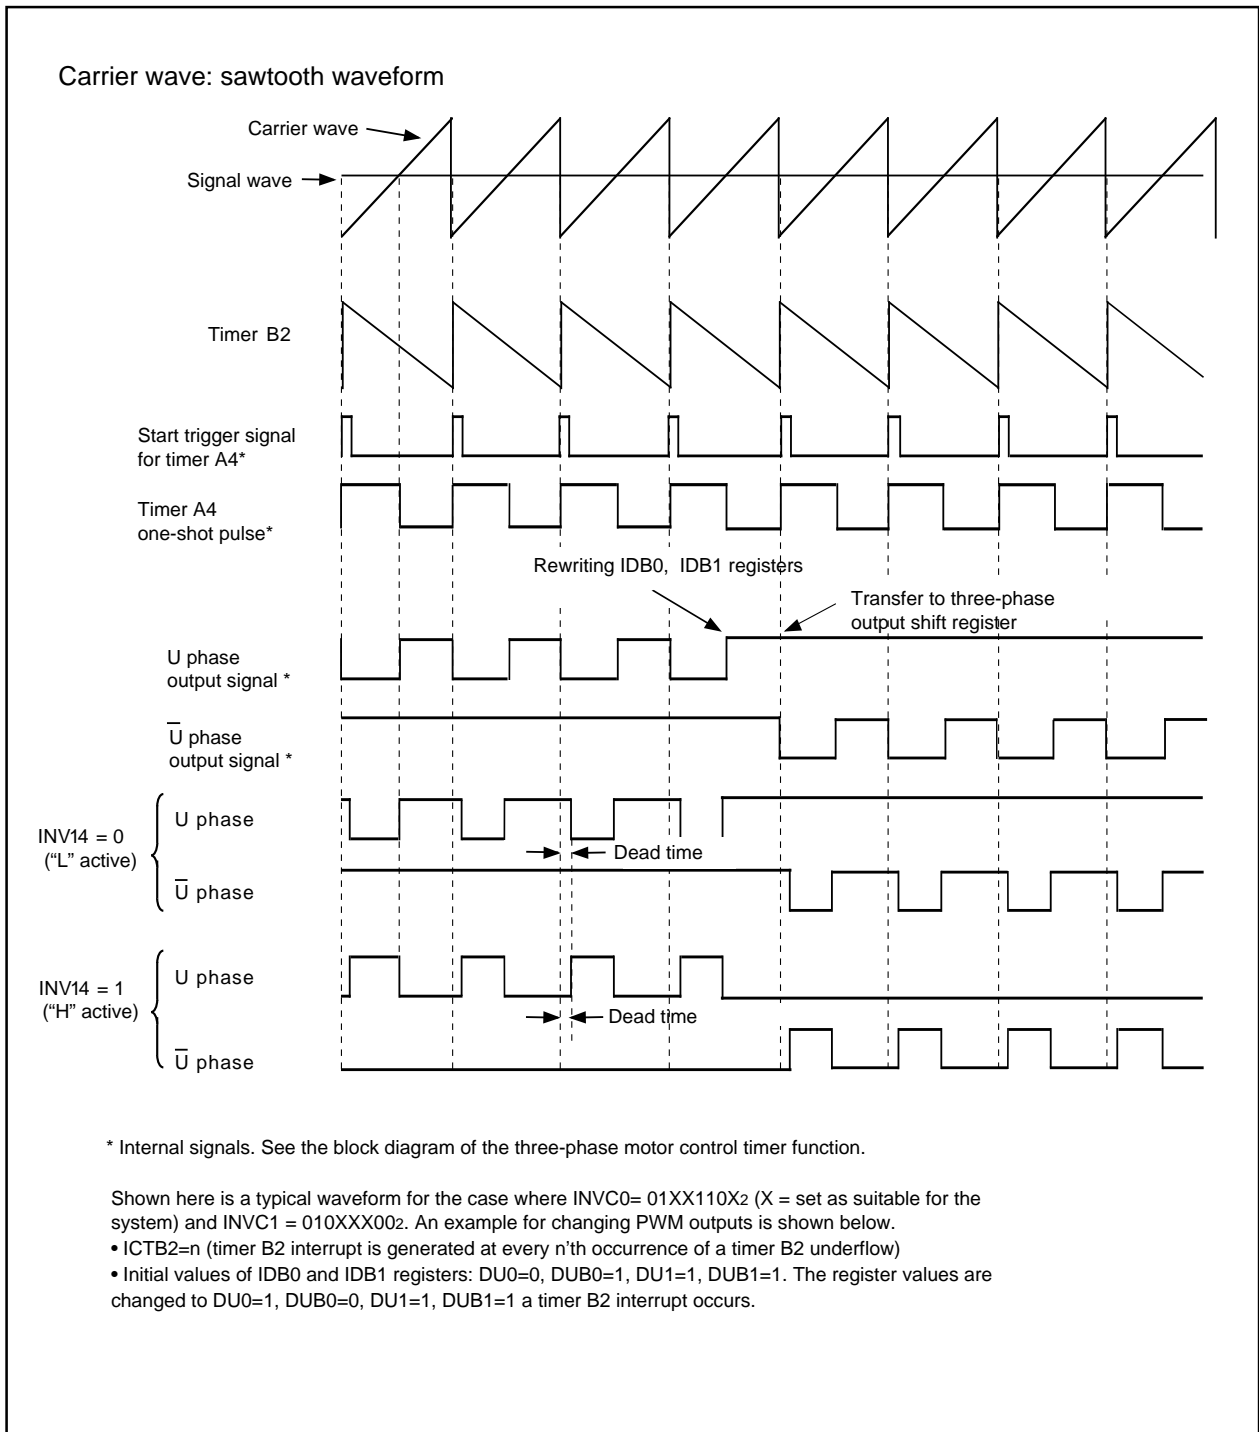 Carrier wave: sawtooth waveform
Carrier wave
Signal wave
Timer B2
Start trigger signal
for timer A4*
Timer A4
one-shot pulse*
Rewriting IDB0, IDB1 registers
Transfer to three-phase
output shift register
U phase
output signal *
U̅ phase
output signal *
INV14 = 0
(“L” active)
U phase
Dead time
U̅ phase
INV14 = 1
(“H” active)
U phase
Dead time
U̅ phase
* Internal signals. See the block diagram of the three-phase motor control timer function.
Shown here is a typical waveform for the case where INVC0= 01XX110X₂ (X = set as suitable for the
system) and INVC1 = 010XXX00₂. An example for changing PWM outputs is shown below.
• ICTB2=n (timer B2 interrupt is generated at every n’th occurrence of a timer B2 underflow)
• Initial values of IDB0 and IDB1 registers: DU0=0, DUB0=1, DU1=1, DUB1=1. The register values are
changed to DU0=1, DUB0=0, DU1=1, DUB1=1 a timer B2 interrupt occurs.